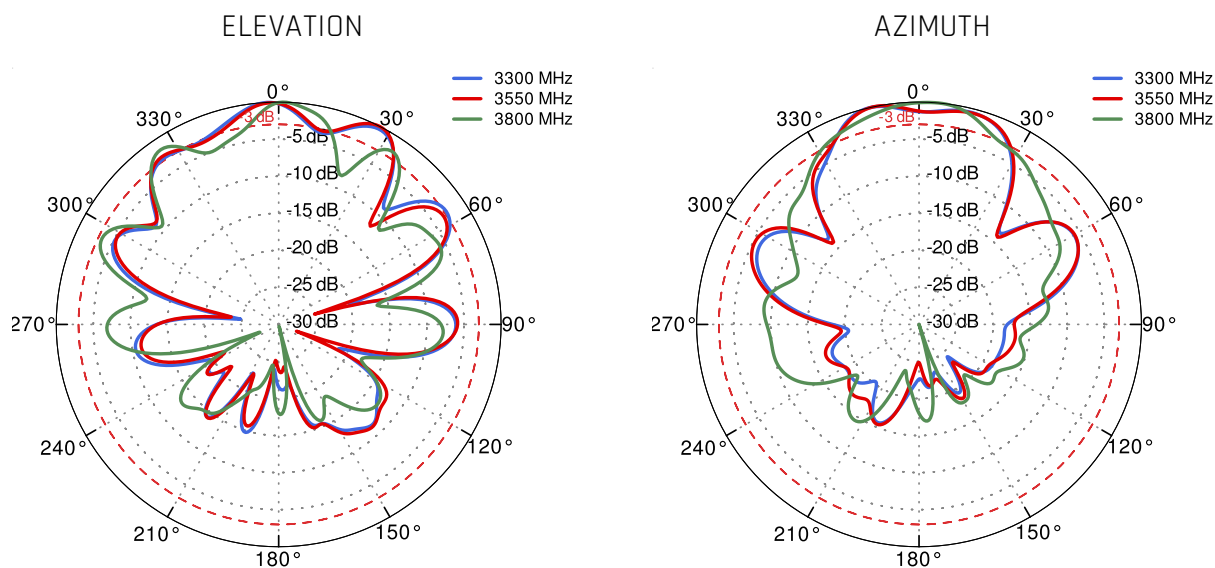 ELEVATION
3300 MHz
3550 MHz
3800 MHz
0°
-3 dB
330°
30°
-5 dB
-10 dB
300°
60°
-15 dB
-20 dB
-25 dB
-30 dB
270°
90°
240°
120°
210°
150°
180°
AZIMUTH
3300 MHz
3550 MHz
3800 MHz
0°
-3 dB
330°
30°
-5 dB
-10 dB
300°
60°
-15 dB
-20 dB
-25 dB
-30 dB
270°
90°
240°
120°
210°
150°
180°